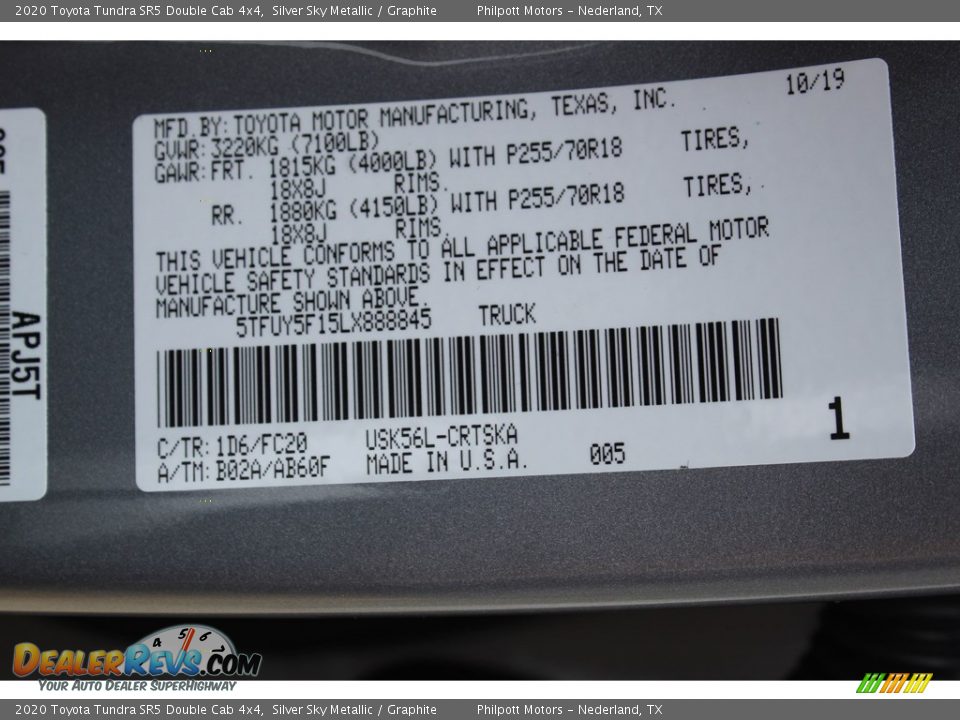 2020 Toyota Tundra SR5 Double Cab 4x4, Silver Sky Metallic / Graphite Philpott Motors – Nederland, TX
10/19
MFD.BY:TOYOTA MOTOR MANUFACTURING, TEXAS, INC.
GVWR:3220KG (7100LB)
GAWR:FRT. 1815KG (4000LB) WITH P255/70R18 TIRES,
18X8J RIMS.
RR. 1880KG (4150LB) WITH P255/70R18 TIRES,
18X8J RIMS.
THIS VEHICLE CONFORMS TO ALL APPLICABLE FEDERAL MOTOR
VEHICLE SAFETY STANDARDS IN EFFECT ON THE DATE OF
MANUFACTURE SHOWN ABOVE.
5TFUY5F15LX888845 TRUCK
C/TR:1D6/FC20 USK56L-CRTSKA
A/TM:B02A/AB60F MADE IN U.S.A. 005
1
APJ5T
4 5 6
DealerRevs.com
Your Auto Dealer SuperHighway
2020 Toyota Tundra SR5 Double Cab 4x4, Silver Sky Metallic / Graphite Philpott Motors – Nederland, TX